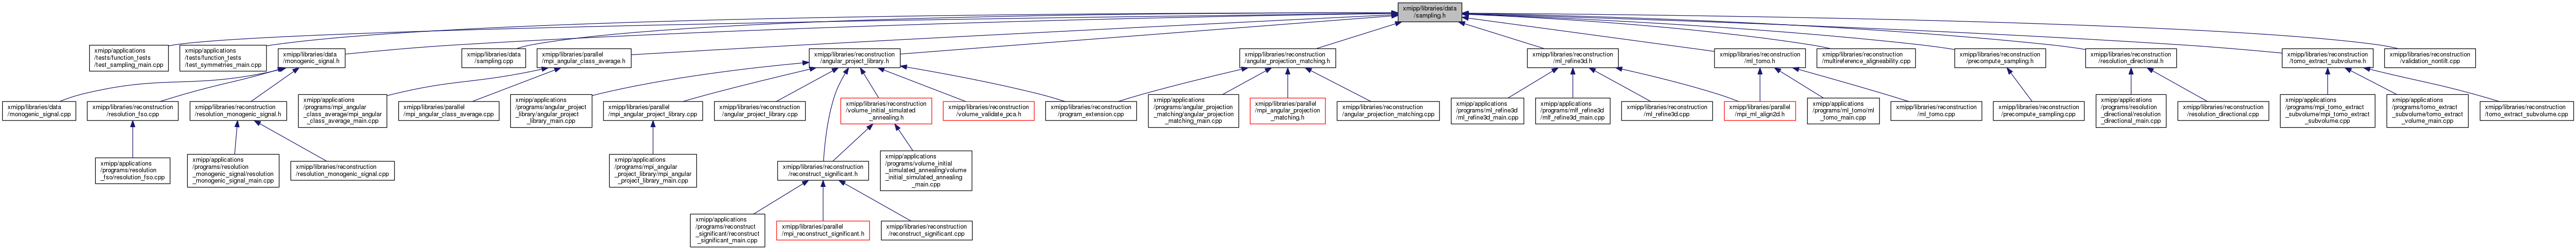 xmipp/libraries/data
/sampling.h
xmipp/applications
/tests/function_tests
/test_sampling_main.cpp
xmipp/applications
/tests/function_tests
/test_symmetries_main.cpp
xmipp/libraries/data
/monogenic_signal.h
xmipp/libraries/data
/sampling.cpp
xmipp/libraries/parallel
/mpi_angular_class_average.h
xmipp/libraries/reconstruction
/angular_project_library.h
xmipp/libraries/reconstruction
/angular_projection_matching.h
xmipp/libraries/reconstruction
/ml_refine3d.h
xmipp/libraries/reconstruction
/ml_tomo.h
xmipp/libraries/reconstruction
/multireference_aligneability.cpp
xmipp/libraries/reconstruction
/precompute_sampling.h
xmipp/libraries/reconstruction
/resolution_directional.h
xmipp/libraries/reconstruction
/tomo_extract_subvolume.h
xmipp/libraries/reconstruction
/validation_nontilt.cpp
xmipp/libraries/data
/monogenic_signal.cpp
xmipp/libraries/reconstruction
/resolution_fso.cpp
xmipp/libraries/reconstruction
/resolution_monogenic_signal.h
xmipp/applications
/programs/mpi_angular
_class_average/mpi_angular
_class_average_main.cpp
xmipp/libraries/parallel
/mpi_angular_class_average.cpp
xmipp/applications
/programs/angular_project
_library/angular_project
_library_main.cpp
xmipp/libraries/parallel
/mpi_angular_project_library.cpp
xmipp/libraries/reconstruction
/angular_project_library.cpp
xmipp/libraries/reconstruction
/volume_initial_simulated
_annealing.h
xmipp/libraries/reconstruction
/volume_validate_pca.h
xmipp/libraries/reconstruction
/program_extension.cpp
xmipp/applications
/programs/angular_projection
_matching/angular_projection
_matching_main.cpp
xmipp/libraries/parallel
/mpi_angular_projection
_matching.h
xmipp/libraries/reconstruction
/angular_projection_matching.cpp
xmipp/applications
/programs/ml_refine3d
/ml_refine3d_main.cpp
xmipp/applications
/programs/mlf_refine3d
/mlf_refine3d_main.cpp
xmipp/libraries/reconstruction
/ml_refine3d.cpp
xmipp/libraries/parallel
/mpi_ml_align2d.h
xmipp/applications
/programs/ml_tomo/ml
_tomo_main.cpp
xmipp/libraries/reconstruction
/ml_tomo.cpp
xmipp/libraries/reconstruction
/precompute_sampling.cpp
xmipp/applications
/programs/resolution
_directional/resolution
_directional_main.cpp
xmipp/libraries/reconstruction
/resolution_directional.cpp
xmipp/applications
/programs/mpi_tomo_extract
_subvolume/mpi_tomo_extract
_subvolume.cpp
xmipp/applications
/programs/tomo_extract
_subvolume/tomo_extract
_volume_main.cpp
xmipp/libraries/reconstruction
/tomo_extract_subvolume.cpp
xmipp/applications
/programs/resolution
_fso/resolution_fso.cpp
xmipp/applications
/programs/resolution
_monogenic_signal/resolution
_monogenic_signal_main.cpp
xmipp/libraries/reconstruction
/resolution_monogenic_signal.cpp
xmipp/applications
/programs/mpi_angular
_project_library/mpi_angular
_project_library_main.cpp
xmipp/libraries/reconstruction
/reconstruct_significant.h
xmipp/applications
/programs/volume_initial
_simulated_annealing/volume
_initial_simulated_annealing
_main.cpp
xmipp/applications
/programs/reconstruct
_significant/reconstruct
_significant_main.cpp
xmipp/libraries/parallel
/mpi_reconstruct_significant.h
xmipp/libraries/reconstruction
/reconstruct_significant.cpp